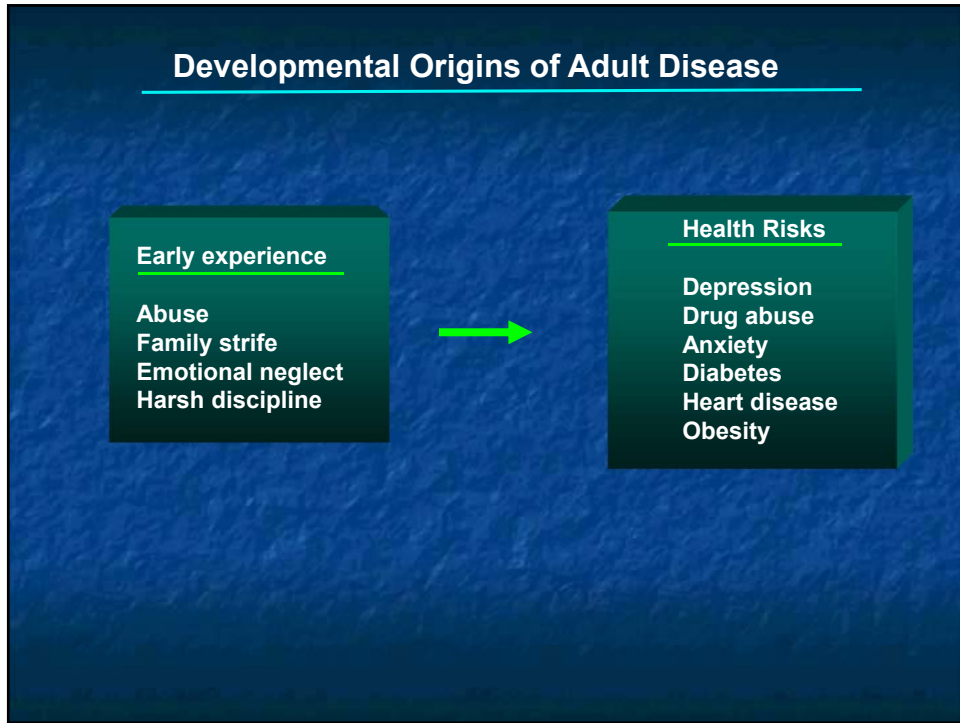 Developmental Origins of Adult Disease
Early experience
Abuse
Family strife
Emotional neglect
Harsh discipline
Health Risks
Depression
Drug abuse
Anxiety
Diabetes
Heart disease
Obesity